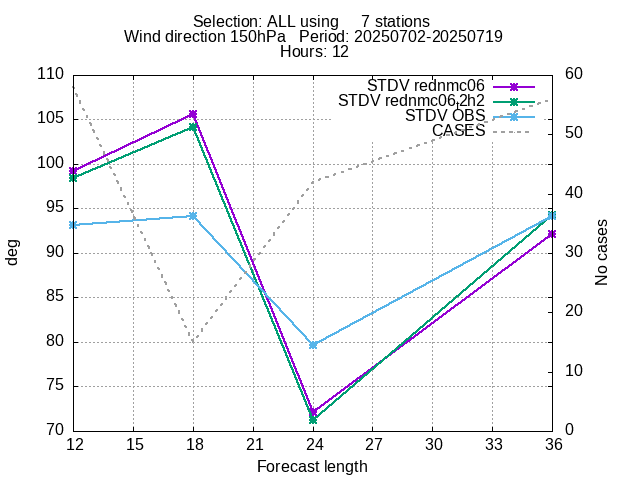 Selection: ALL using 7 stations
Wind direction 150hPa Period: 20250702-20250719
Hours: 12
110
105
100
95
90
85
80
75
70
60
50
40
30
20
10
0
STDV rednmc06
STDV rednmc06,2h2
STDV OBS
CASES
deg
No cases
12
15
18
21
24
27
30
33
36
Forecast length